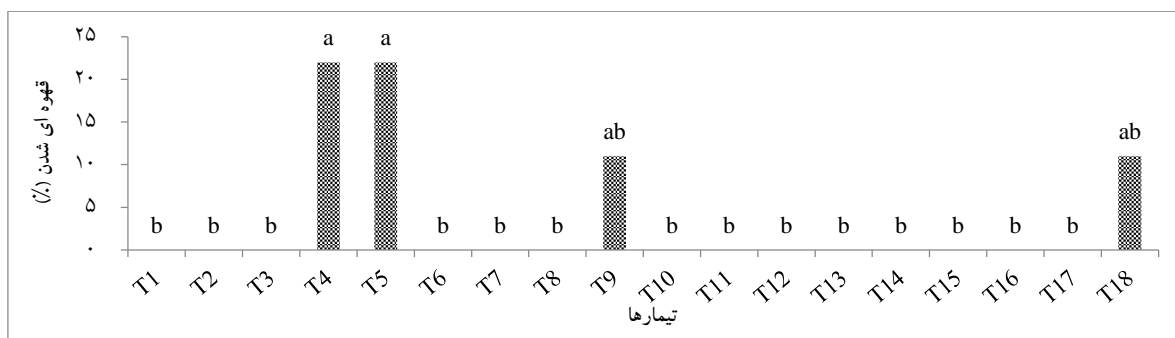 قهوه ای شدن (%)
۲۵
۲۰
۱۵
۱۰
۵
۰
a a
ab ab
b b b b b b b b b b b b b b
T1 T2 T3 T4 T5 T6 T7 T8 T9 T10 T11 T12 T13 T14 T15 T16 T17 T18
تیمارها